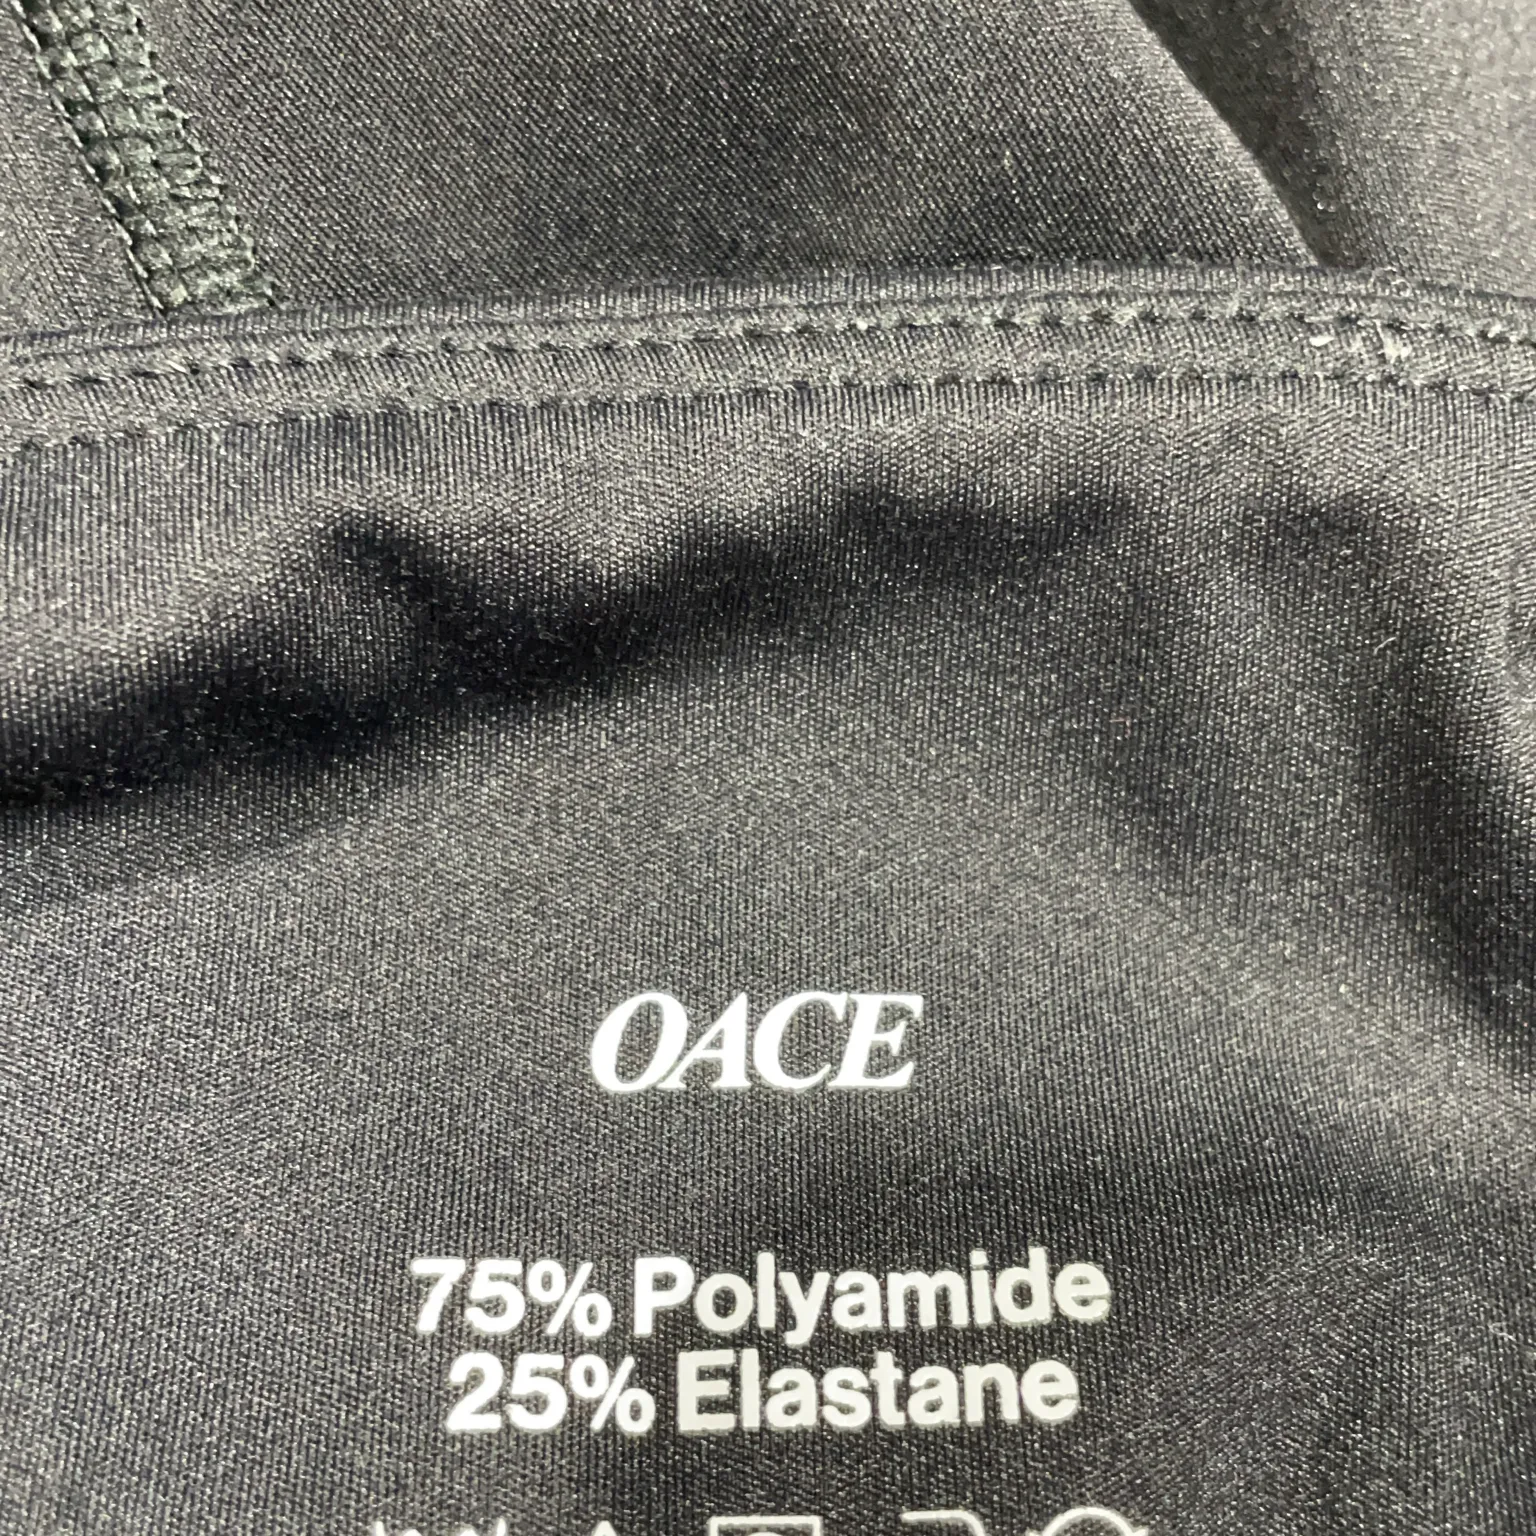 OACE
75% Polyamide
25% Elastane